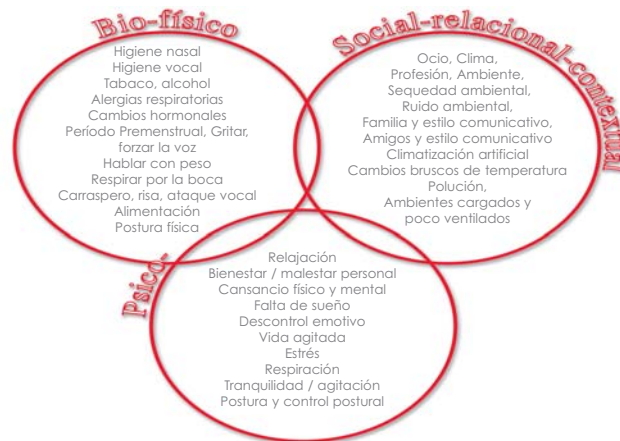 Bio-físico
Higiene nasal
Higiene vocal
Tabaco, alcohol
Alergias respiratorias
Cambios hormonales
Período Premenstrual, Gritar,
forzar la voz
Hablar con peso
Respirar por la boca
Carraspero, risa, ataque vocal
Alimentación
Postura física
Social-relacional-contextual
Ocio, Clima,
Profesión, Ambiente,
Sequedad ambiental,
Ruido ambiental,
Familia y estilo comunicativo,
Amigos y estilo comunicativo
Climatización artificial
Cambios bruscos de temperatura
Polución,
Ambientes cargados y
poco ventilados
Psico-
Relajación
Bienestar / malestar personal
Cansancio físico y mental
Falta de sueño
Descontrol emotivo
Vida agitada
Estrés
Respiración
Tranquilidad / agitación
Postura y control postural